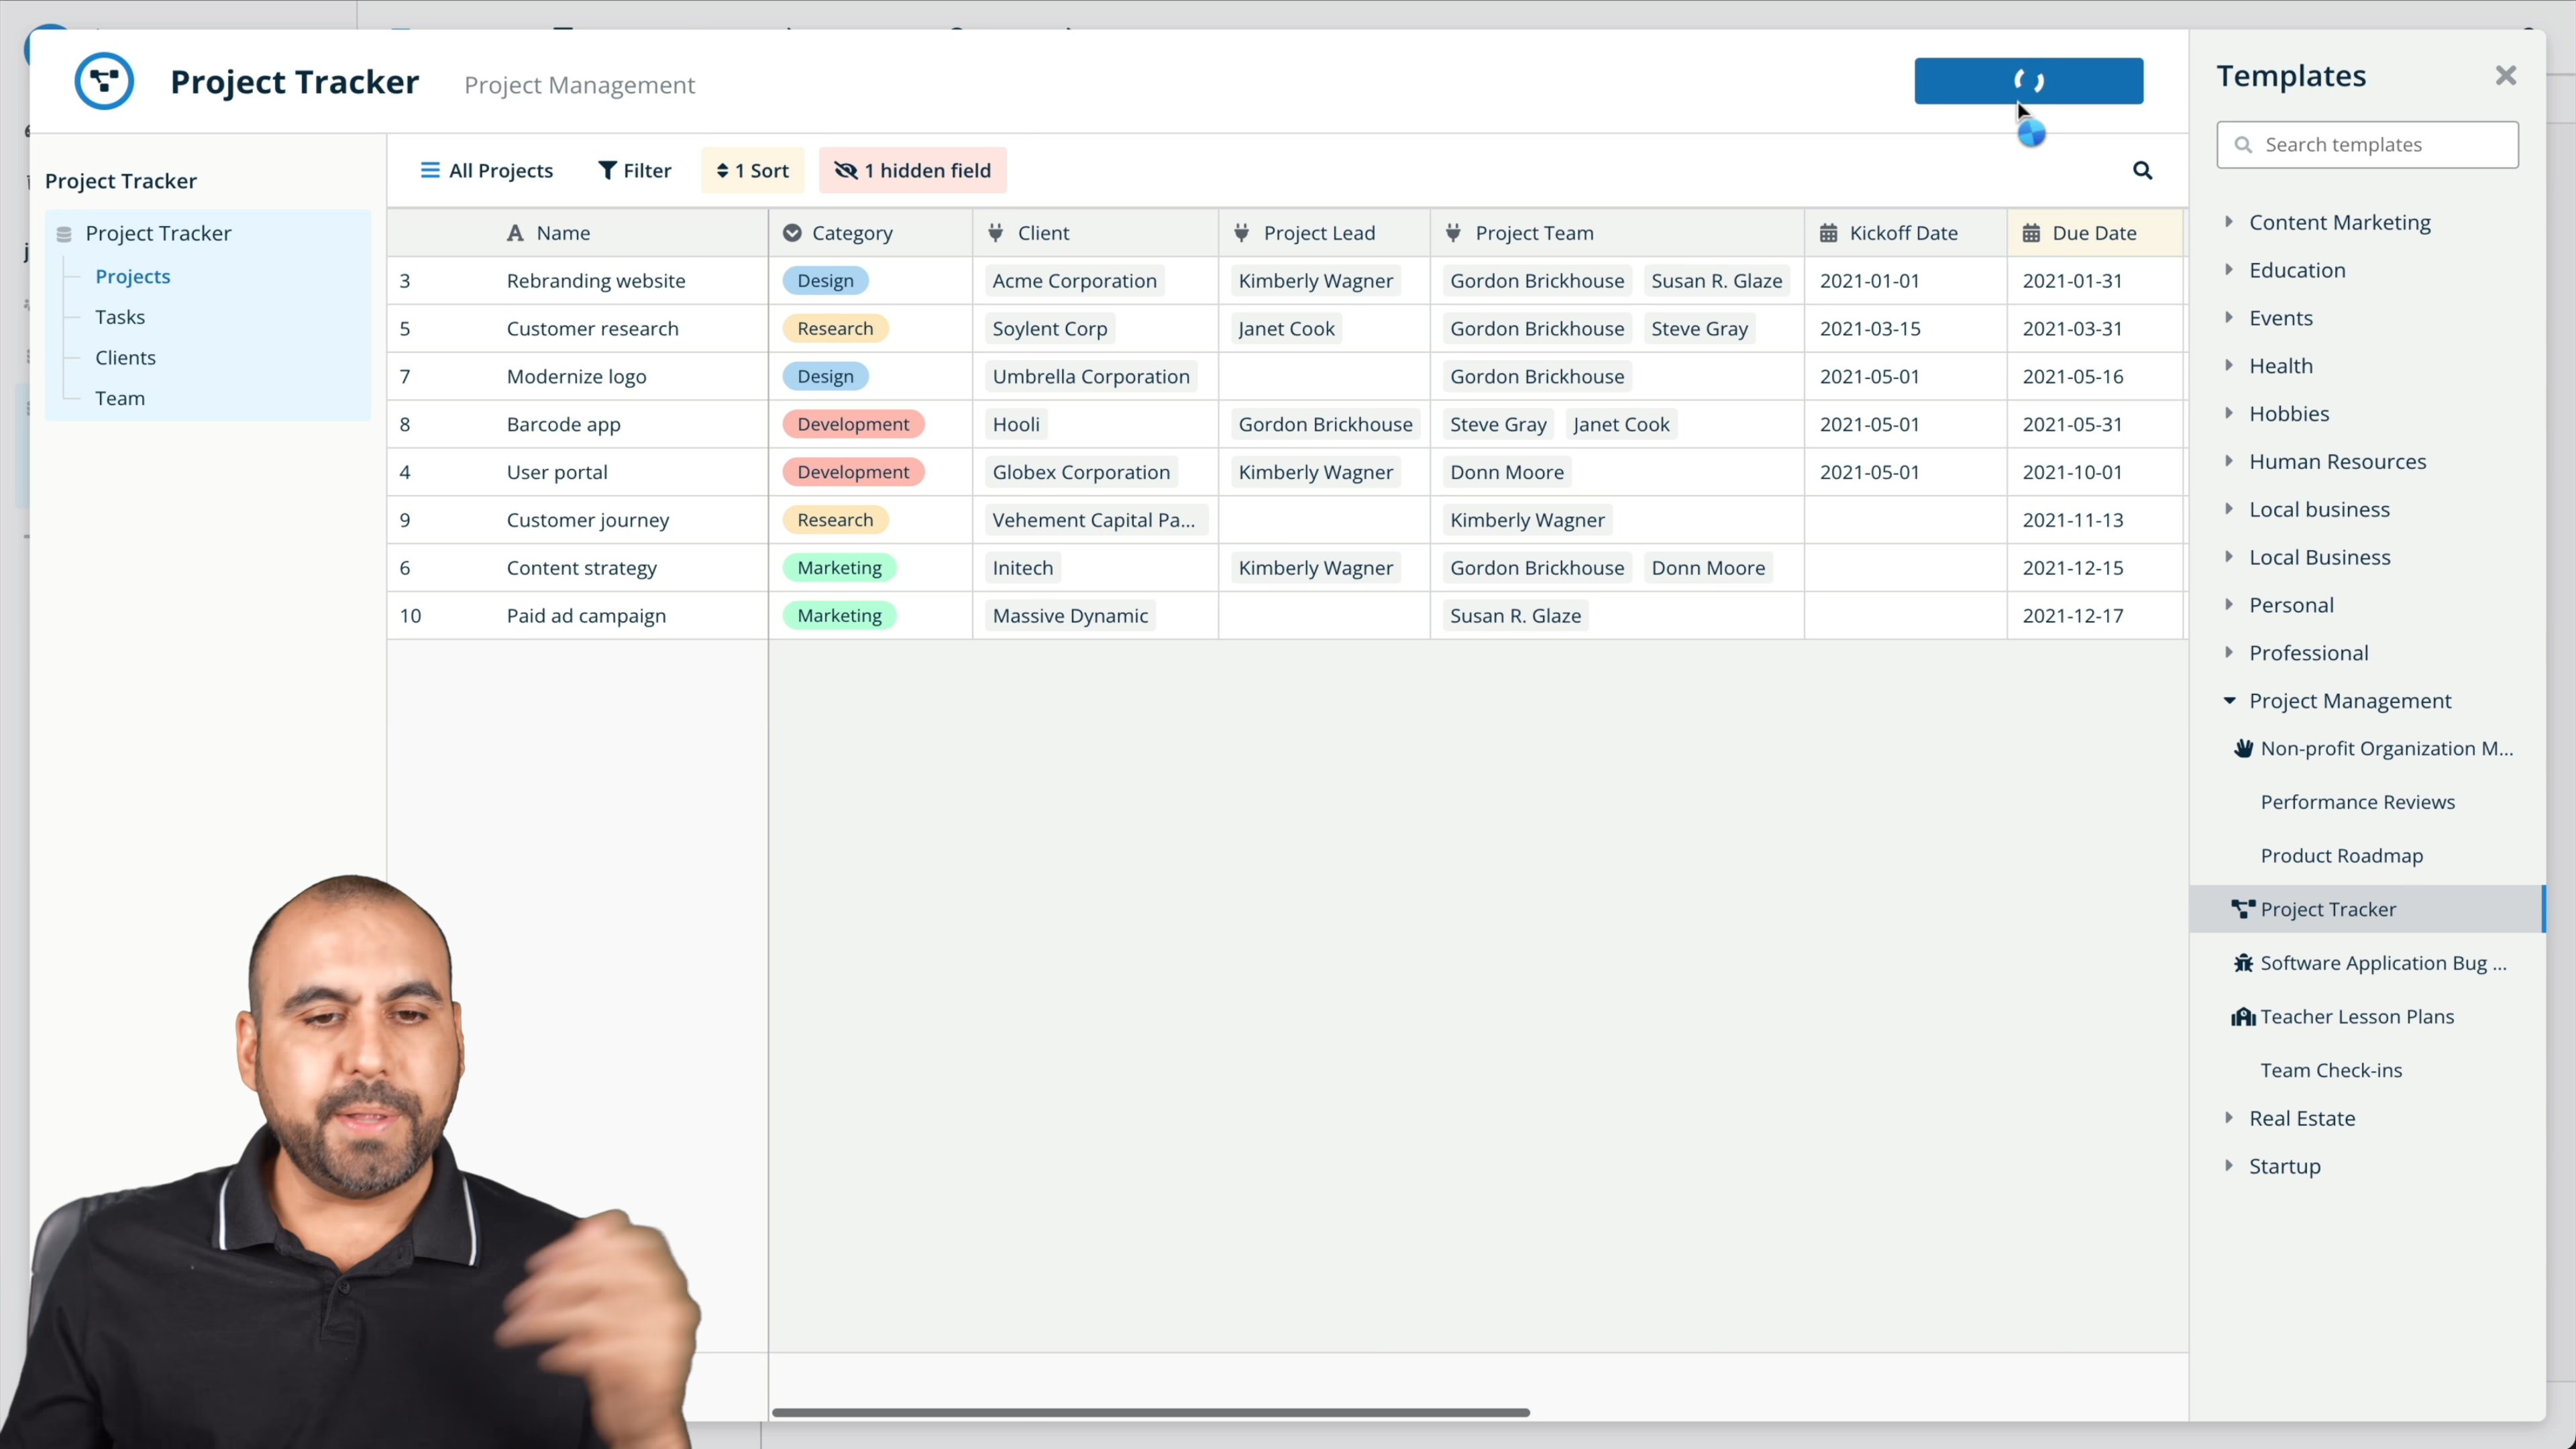 Project Tracker Project Management
Templates
Search templates
Project Tracker
Project Tracker
Projects
Tasks
Clients
Team
All Projects Filter 1 Sort 1 hidden field
Name Category Client Project Lead Project Team Kickoff Date Due Date
3 Rebranding website Design Acme Corporation Kimberly Wagner Gordon Brickhouse Susan R. Glaze 2021-01-01 2021-01-31
5 Customer research Research Soylent Corp Janet Cook Gordon Brickhouse Steve Gray 2021-03-15 2021-03-31
7 Modernize logo Design Umbrella Corporation Gordon Brickhouse 2021-05-01 2021-05-16
8 Barcode app Development Hooli Gordon Brickhouse Steve Gray Janet Cook 2021-05-01 2021-05-31
4 User portal Development Globex Corporation Kimberly Wagner Donn Moore 2021-05-01 2021-10-01
9 Customer journey Research Vehement Capital Pa... Kimberly Wagner 2021-11-13
6 Content strategy Marketing Initech Kimberly Wagner Gordon Brickhouse Donn Moore 2021-12-15
10 Paid ad campaign Marketing Massive Dynamic Susan R. Glaze 2021-12-17
Content Marketing
Education
Events
Health
Hobbies
Human Resources
Local business
Local Business
Personal
Professional
Project Management
Non-profit Organization M...
Performance Reviews
Product Roadmap
Project Tracker
Software Application Bug ...
Teacher Lesson Plans
Team Check-ins
Real Estate
Startup